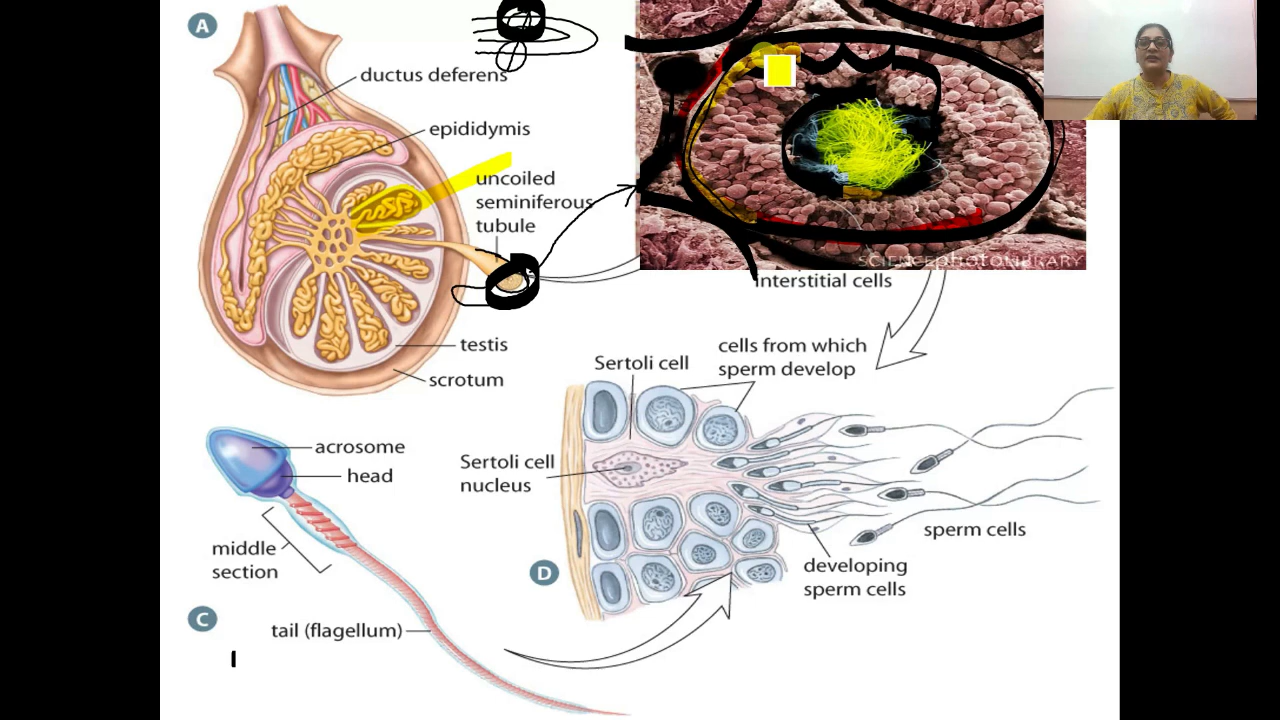 A
ductus deferens
epididymis
uncoiled
seminiferous
tubule
testis
scrotum
SCIENCEPHOTOLIBRARY
interstitial cells
cells from which
sperm develop
Sertoli cell
Sertoli cell
nucleus
acrosome
head
middle
section
tail (flagellum)
C
D
sperm cells
developing
sperm cells